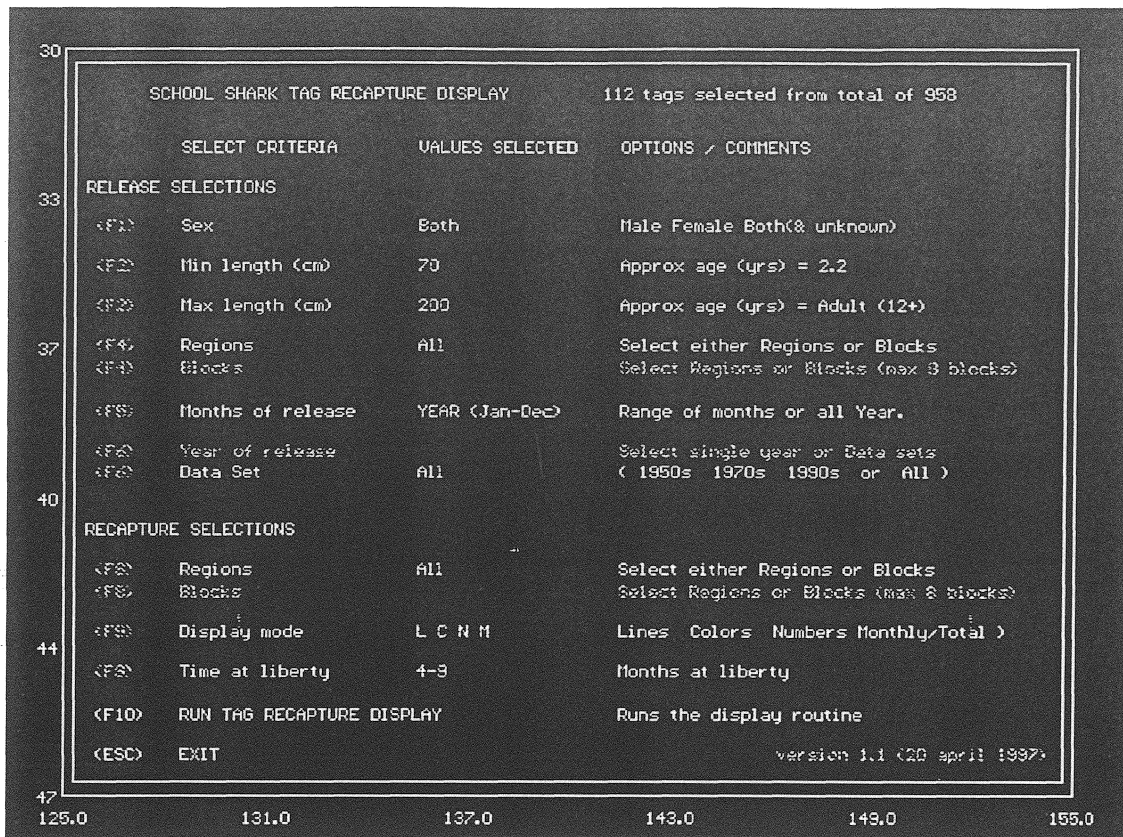 30
SCHOOL SHARK TAG RECAPTURE DISPLAY 112 tags selected from total of 958
SELECT CRITERIA VALUES SELECTED OPTIONS / COMMENTS
RELEASE SELECTIONS
33
<F1> Sex Both Male Female Both(& unknown)
<F2> Min length (cm) 70 Approx age (yrs) = 2.2
Max length (cm) 200 Approx age (yrs) = Adult (12+)
37 <F4> Regions All Select either Regions or Blocks
<F4> Blocks Select Regions or Blocks (max 8 blocks)
<F5> Months of release YEAR (Jan-Dec) Range of months or all Year.
<F6> Year of release Select single year or Data sets
<F6> Data Set All ( 1950s 1970s 1990s or All )
40
RECAPTURE SELECTIONS
<F8> Regions All Select either Regions or Blocks
<F8> Blocks Select Regions or Blocks (max 8 blocks)
<F9> Display mode L C N M Lines Colors Numbers Monthly/Total )
44
Time at liberty 4-9 Months at liberty
<F10> RUN TAG RECAPTURE DISPLAY Runs the display routine
<ESC> EXIT version 1.1 (20 april 1997)
47
125.0 131.0 137.0 143.0 149.0 155.0